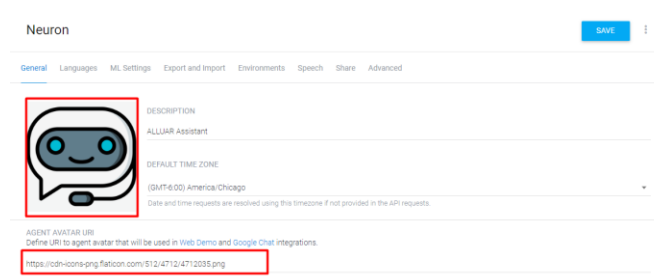 Neuron
SAVE
General Languages ML Settings Export and Import Environments Speech Share Advanced
DESCRIPTION
ALLUAR Assistant
DEFAULT TIME ZONE
(GMT-6:00) America/Chicago
Date and time requests are resolved using this timezone if not provided in the API requests.
AGENT AVATAR URI
Define URI to agent avatar that will be used in Web Demo and Google Chat integrations.
https://cdn-icons-png.flaticon.com/512/4712/4712035.png